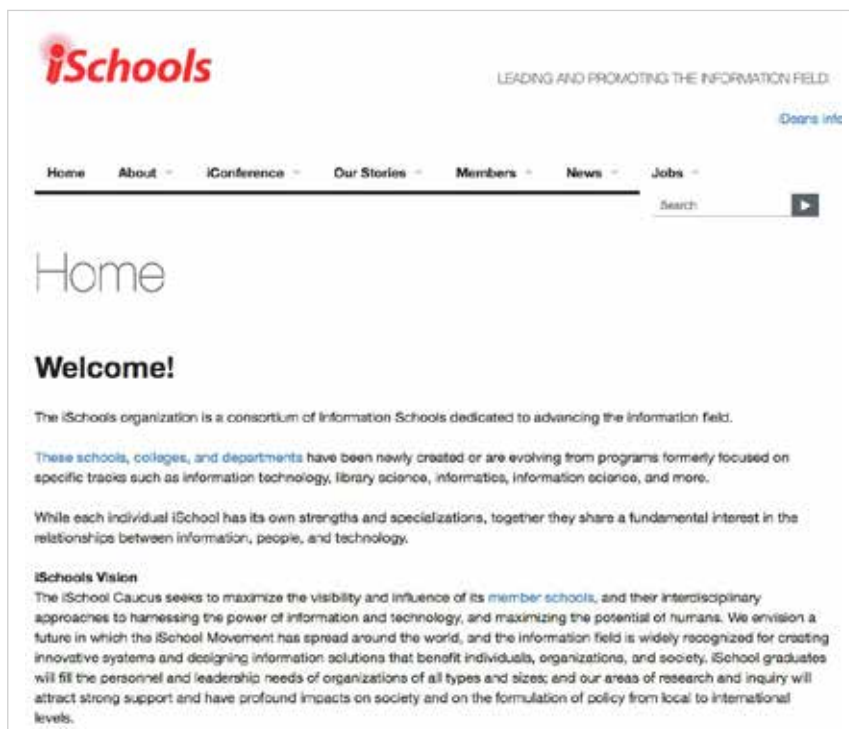 iSchools
LEADING AND PROMOTING THE INFORMATION FIELD
iDeans info
Home About iConference Our Stories Members News Jobs
Search
Home
Welcome!
The iSchools organization is a consortium of Information Schools dedicated to advancing the information field.
These schools, colleges, and departments have been newly created or are evolving from programs formerly focused on
specific tracks such as information technology, library science, informatics, information science, and more.
While each individual iSchool has its own strengths and specializations, together they share a fundamental interest in the
relationships between information, people, and technology.
iSchools Vision
The iSchool Caucus seeks to maximize the visibility and influence of its member schools, and their interdisciplinary
approaches to harnessing the power of information and technology, and maximizing the potential of humans. We envision a
future in which the iSchool Movement has spread around the world, and the information field is widely recognized for creating
innovative systems and designing information solutions that benefit individuals, organizations, and society. iSchool graduates
will fill the personnel and leadership needs of organizations of all types and sizes; and our areas of research and inquiry will
attract strong support and have profound impacts on society and on the formulation of policy from local to international
levels.